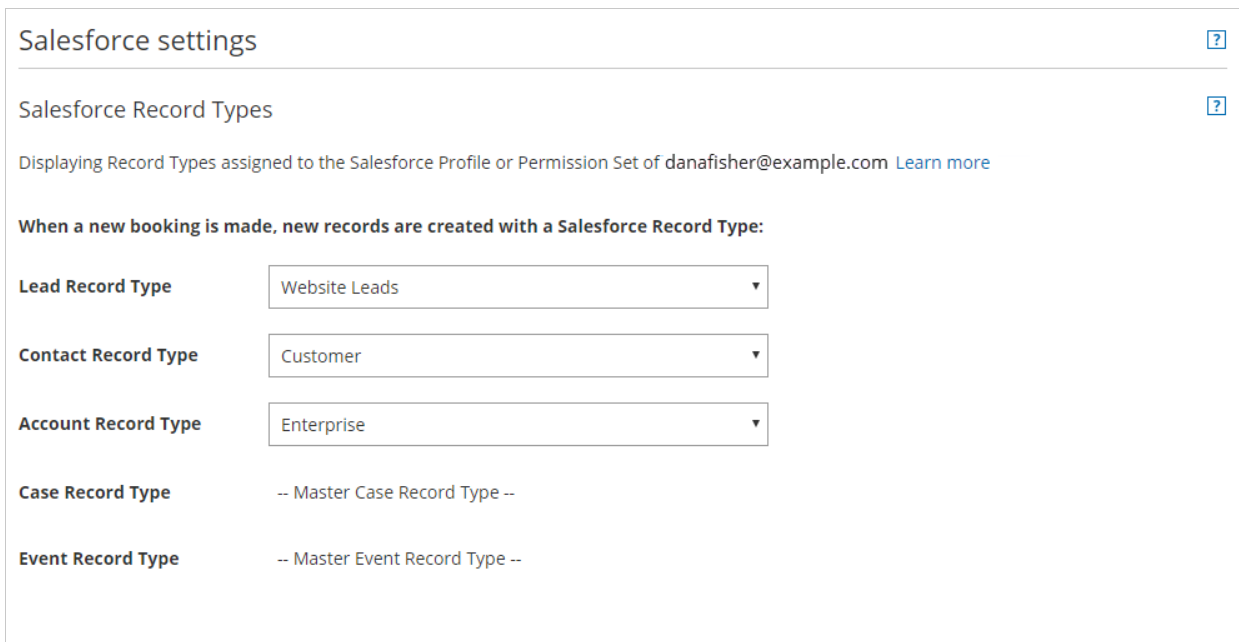 Salesforce settings ?
Salesforce Record Types ?
Displaying Record Types assigned to the Salesforce Profile or Permission Set of danafisher@example.com Learn more
When a new booking is made, new records are created with a Salesforce Record Type:
Lead Record Type Website Leads
Contact Record Type Customer
Account Record Type Enterprise
Case Record Type -- Master Case Record Type --
Event Record Type -- Master Event Record Type --